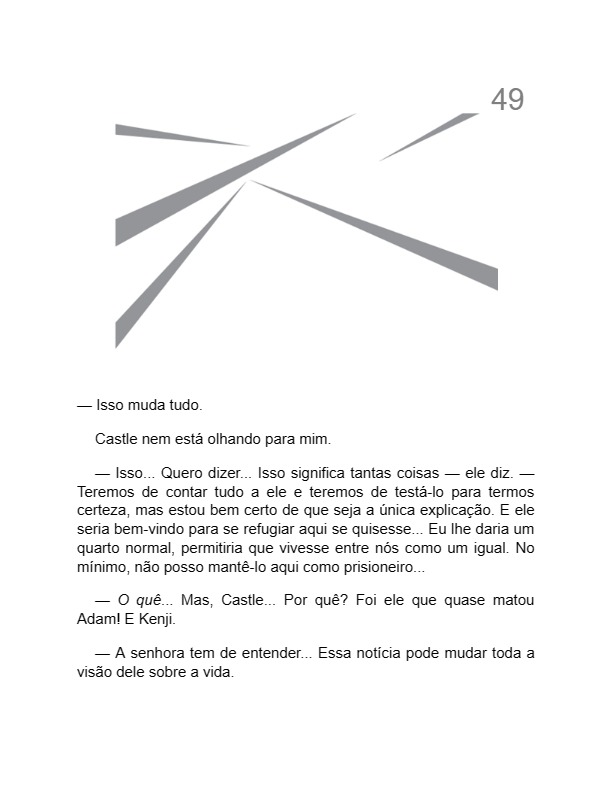 49
— Isso muda tudo.
Castle nem está olhando para mim.
— Isso... Quero dizer... Isso significa tantas coisas — ele diz. —
Teremos de contar tudo a ele e teremos de testá-lo para termos
certeza, mas estou bem certo de que seja a única explicação. E ele
seria bem-vindo para se refugiar aqui se quisesse... Eu lhe daria um
quarto normal, permitiria que vivesse entre nós como um igual. No
mínimo, não posso mantê-lo aqui como prisioneiro...
— O quê... Mas, Castle... Por quê? Foi ele que quase matou
Adam! E Kenji.
— A senhora tem de entender... Essa notícia pode mudar toda a
visão dele sobre a vida.